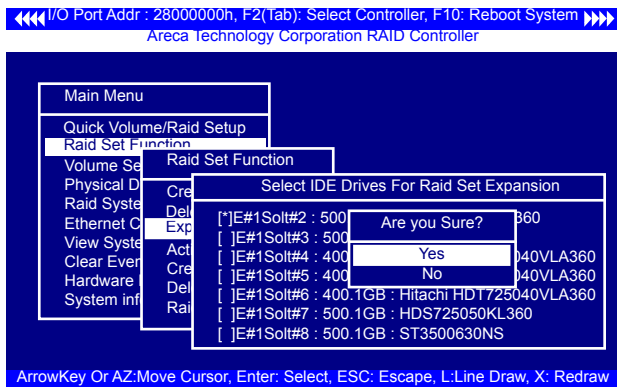 I/O Port Addr : 28000000h, F2(Tab): Select Controller, F10: Reboot System
Areca Technology Corporation RAID Controller
Main Menu
Quick Volume/Raid Setup
Raid Set Function
Volume Se
Physical D
Raid Syste
Ethernet C
View Syste
Clear Even
Hardware
System inf
Raid Set Function
Cre
Del
Exp
Act
Cre
Del
Rai
Select IDE Drives For Raid Set Expansion
[*]E#1Solt#2 : 500 360
[ ]E#1Solt#3 : 500
[ ]E#1Solt#4 : 400 040VLA360
[ ]E#1Solt#5 : 400 040VLA360
[ ]E#1Solt#6 : 400.1GB : Hitachi HDT725040VLA360
[ ]E#1Solt#7 : 500.1GB : HDS725050KL360
[ ]E#1Solt#8 : 500.1GB : ST3500630NS
Are you Sure?
Yes
No
ArrowKey Or AZ:Move Cursor, Enter: Select, ESC: Escape, L:Line Draw, X: Redraw